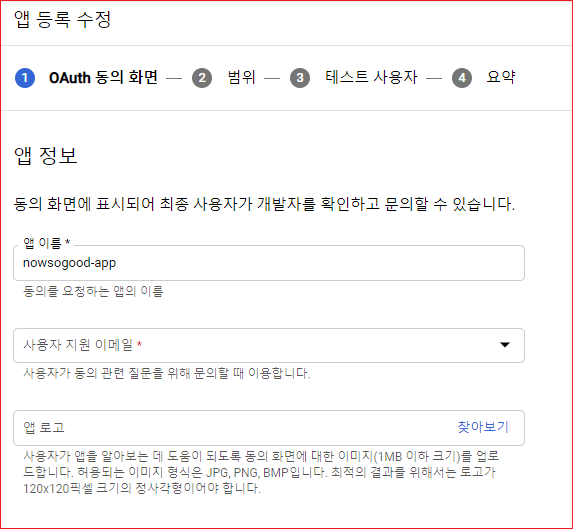 앱 등록 수정
1 OAuth 동의 화면 — 2 범위 — 3 테스트 사용자 — 4 요약
앱 정보
동의 화면에 표시되어 최종 사용자가 개발자를 확인하고 문의할 수 있습니다.
앱 이름 *
nowsogood-app
동의를 요청하는 앱의 이름
사용자 지원 이메일 *
사용자가 동의 관련 질문을 위해 문의할 때 이용합니다.
앱 로고 찾아보기
사용자가 앱을 알아보는 데 도움이 되도록 동의 화면에 대한 이미지(1MB 이하 크기)를 업로
드합니다. 허용되는 이미지 형식은 JPG, PNG, BMP입니다. 최적의 결과를 위해서는 로고가
120x120픽셀 크기의 정사각형이어야 합니다.